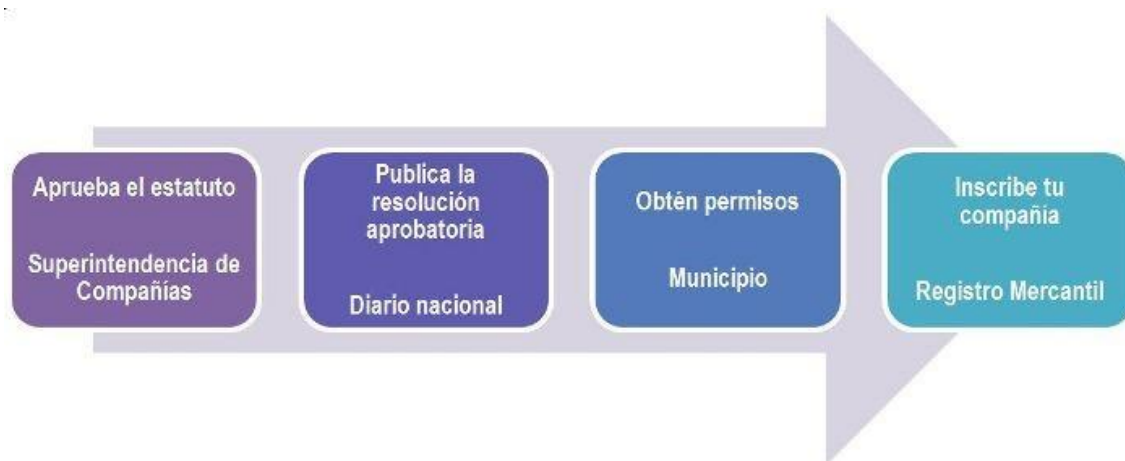 Aprueba el estatuto
Superintendencia de
Compañías
Publica la
resolución
aprobatoria
Diario nacional
Obtén permisos
Municipio
Inscribe tu
compañía
Registro Mercantil